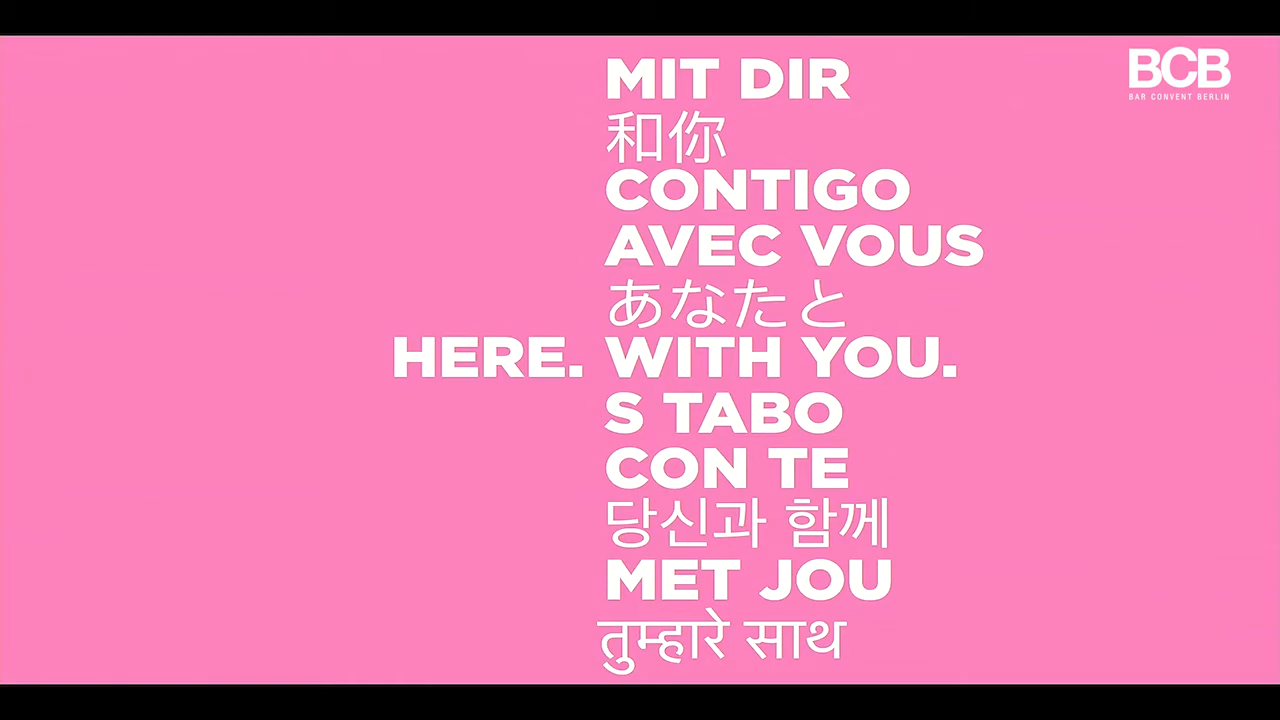 BCB
BAR CONVENT BERLIN
MIT DIR
和你
CONTIGO
AVEC VOUS
あなたと
HERE. WITH YOU.
S TABO
CON TE
당신과 함께
MET JOU
तुम्हारे साथ